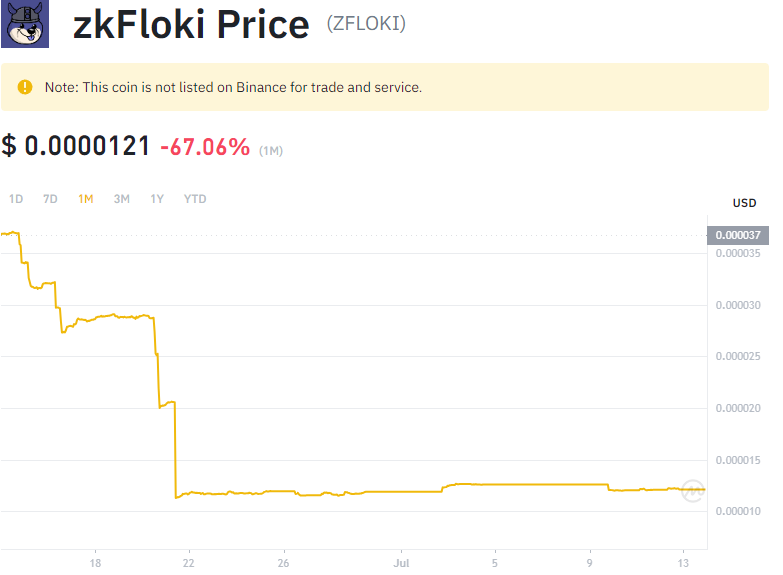 zkFloki Price (ZFLOKI)
Note: This coin is not listed on Binance for trade and service.
$ 0.0000121 -67.06% (1M)
1D 7D 1M 3M 1Y YTD
USD
0.000037
0.000035
0.000030
0.000025
0.000020
0.000015
0.000010
18 22 26 Jul 5 9 13